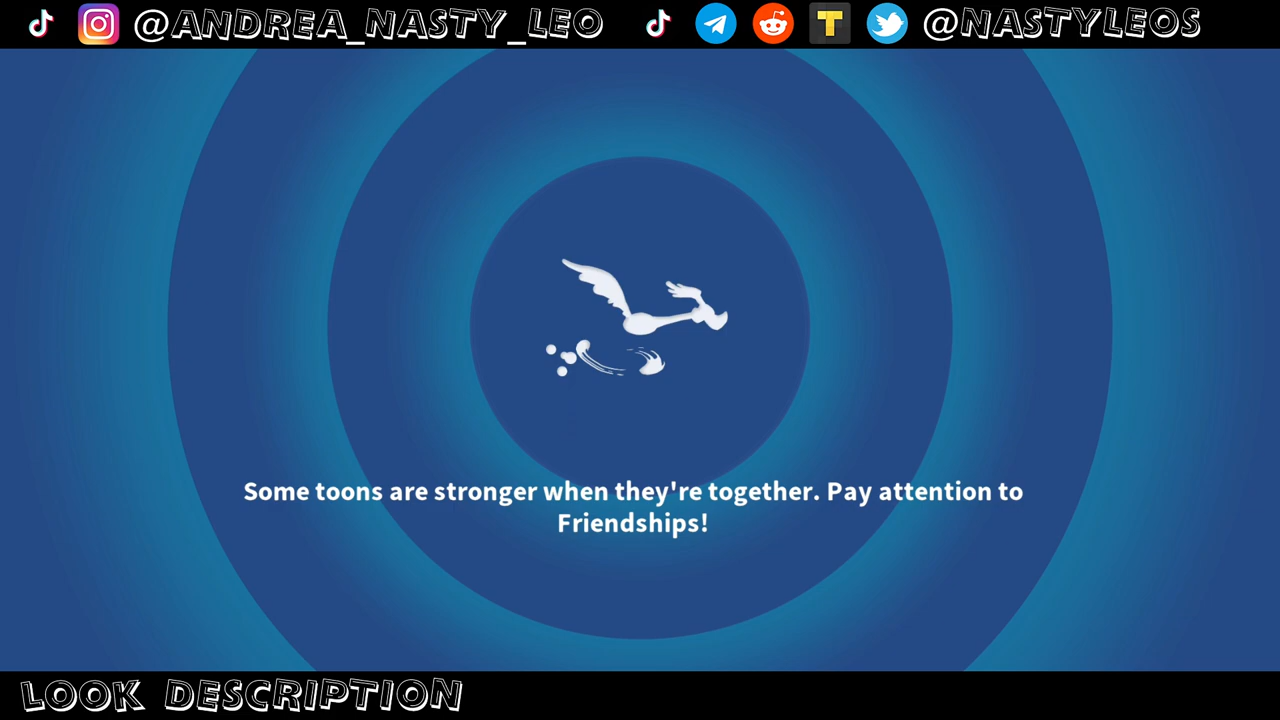 @ANDREA_NASTY_LEO @NASTYLEOS
Some toons are stronger when they're together. Pay attention to
Friendships!
LOOK DESCRIPTION